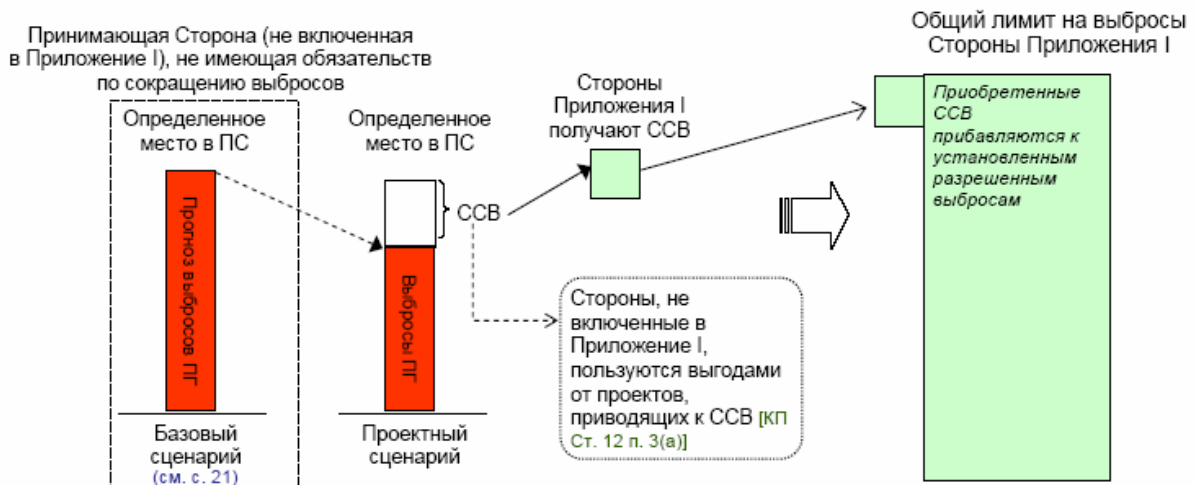 Принимающая Сторона (не включенная
в Приложение I), не имеющая обязательств
по сокращению выбросов
Определенное
место в ПС
Прогноз выбросов ПГ
Базовый
сценарий
(см. с. 21)
Определенное
место в ПС
ССВ
Выбросы ПГ
Проектный
сценарий
Стороны
Приложения I
получают ССВ
Стороны, не
включенные в
Приложение I,
пользуются выгодами
от проектов,
приводящих к ССВ [КП
Ст. 12 п. 3(а)]
Общий лимит на выбросы
Стороны Приложения I
Приобретенные
ССВ
прибавляются к
установленным
разрешенным
выбросам